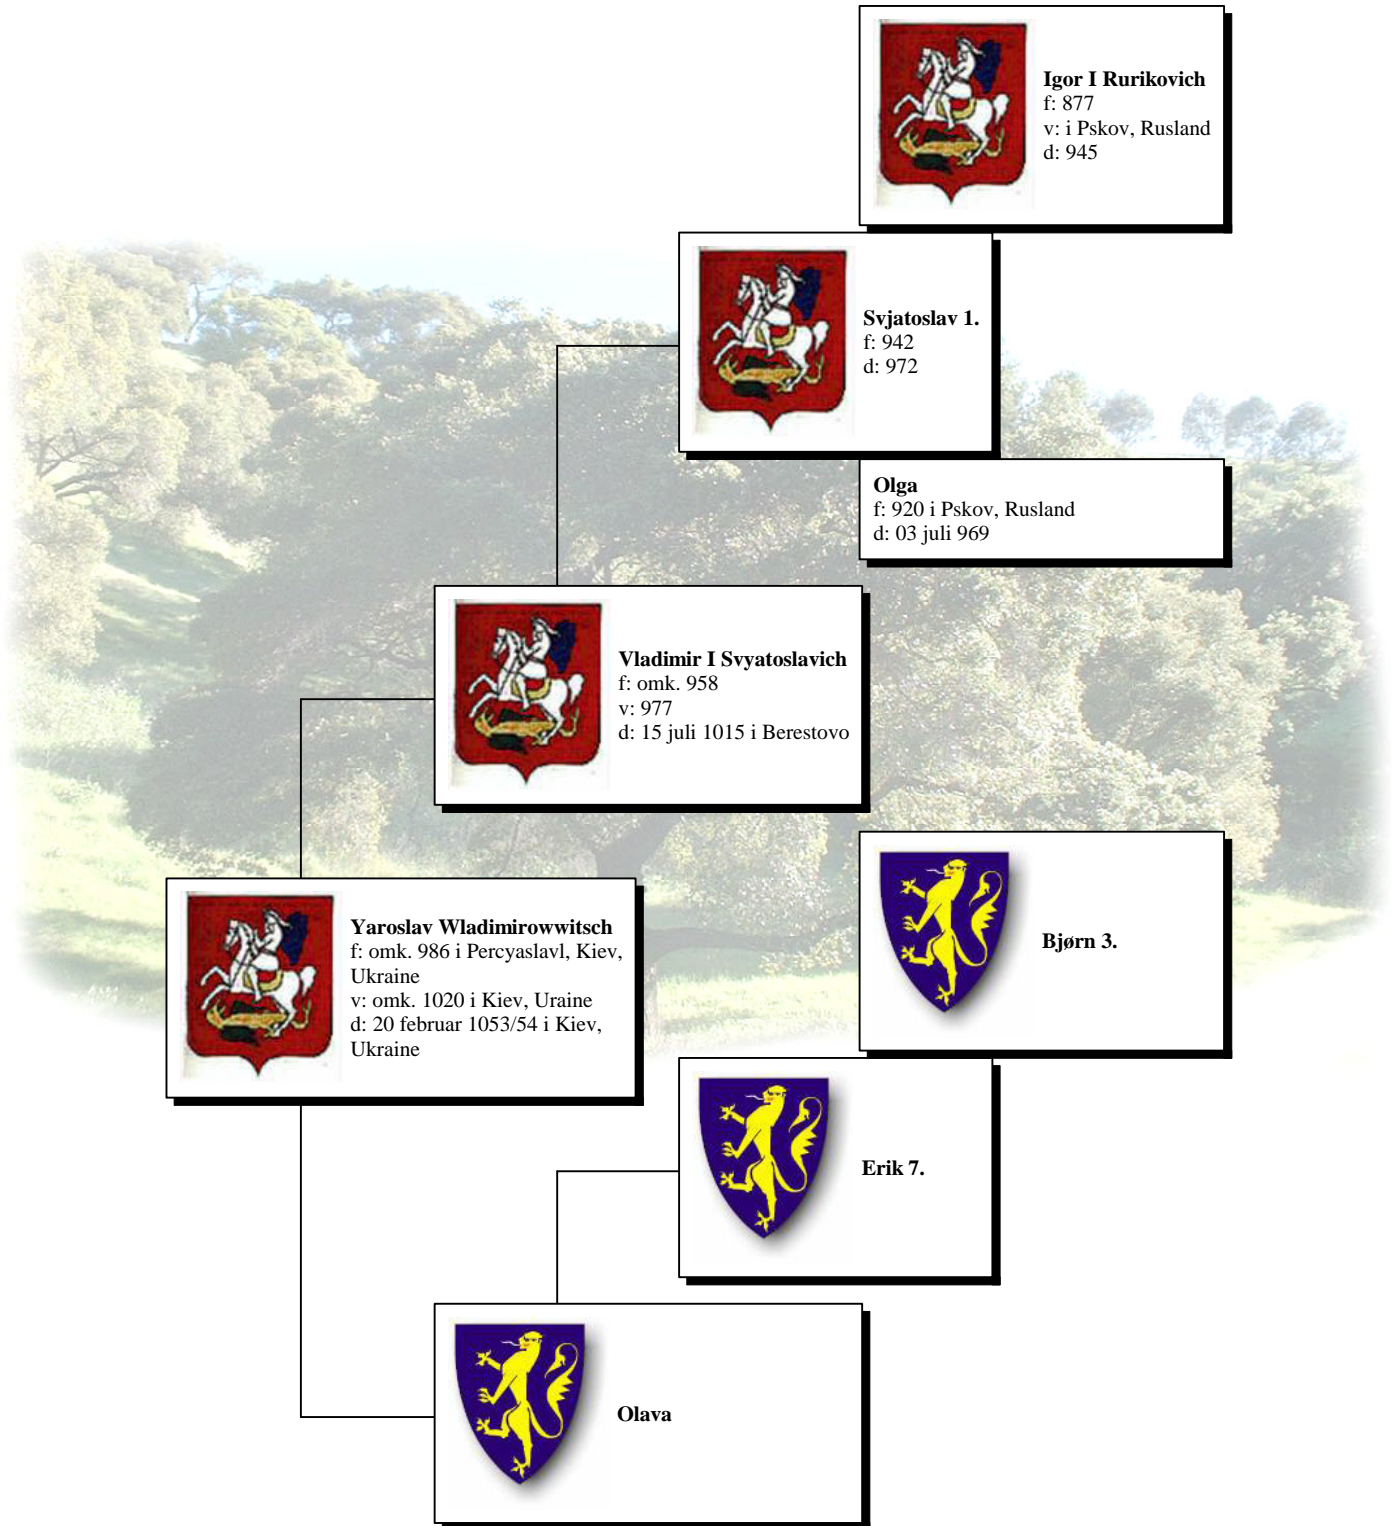 Igor I Rurikovich
f: 877
v: i Pskov, Rusland
d: 945
Svjatoslav 1.
f: 942
d: 972
Olga
f: 920 i Pskov, Rusland
d: 03 juli 969
Vladimir I Svyatoslavich
f: omk. 958
v: 977
d: 15 juli 1015 i Berestovo
Bjørn 3.
Yaroslav Wladimirowwitsch
f: omk. 986 i Percyaslavl, Kiev,
Ukraine
v: omk. 1020 i Kiev, Uraine
d: 20 februar 1053/54 i Kiev,
Ukraine
Erik 7.
Olava